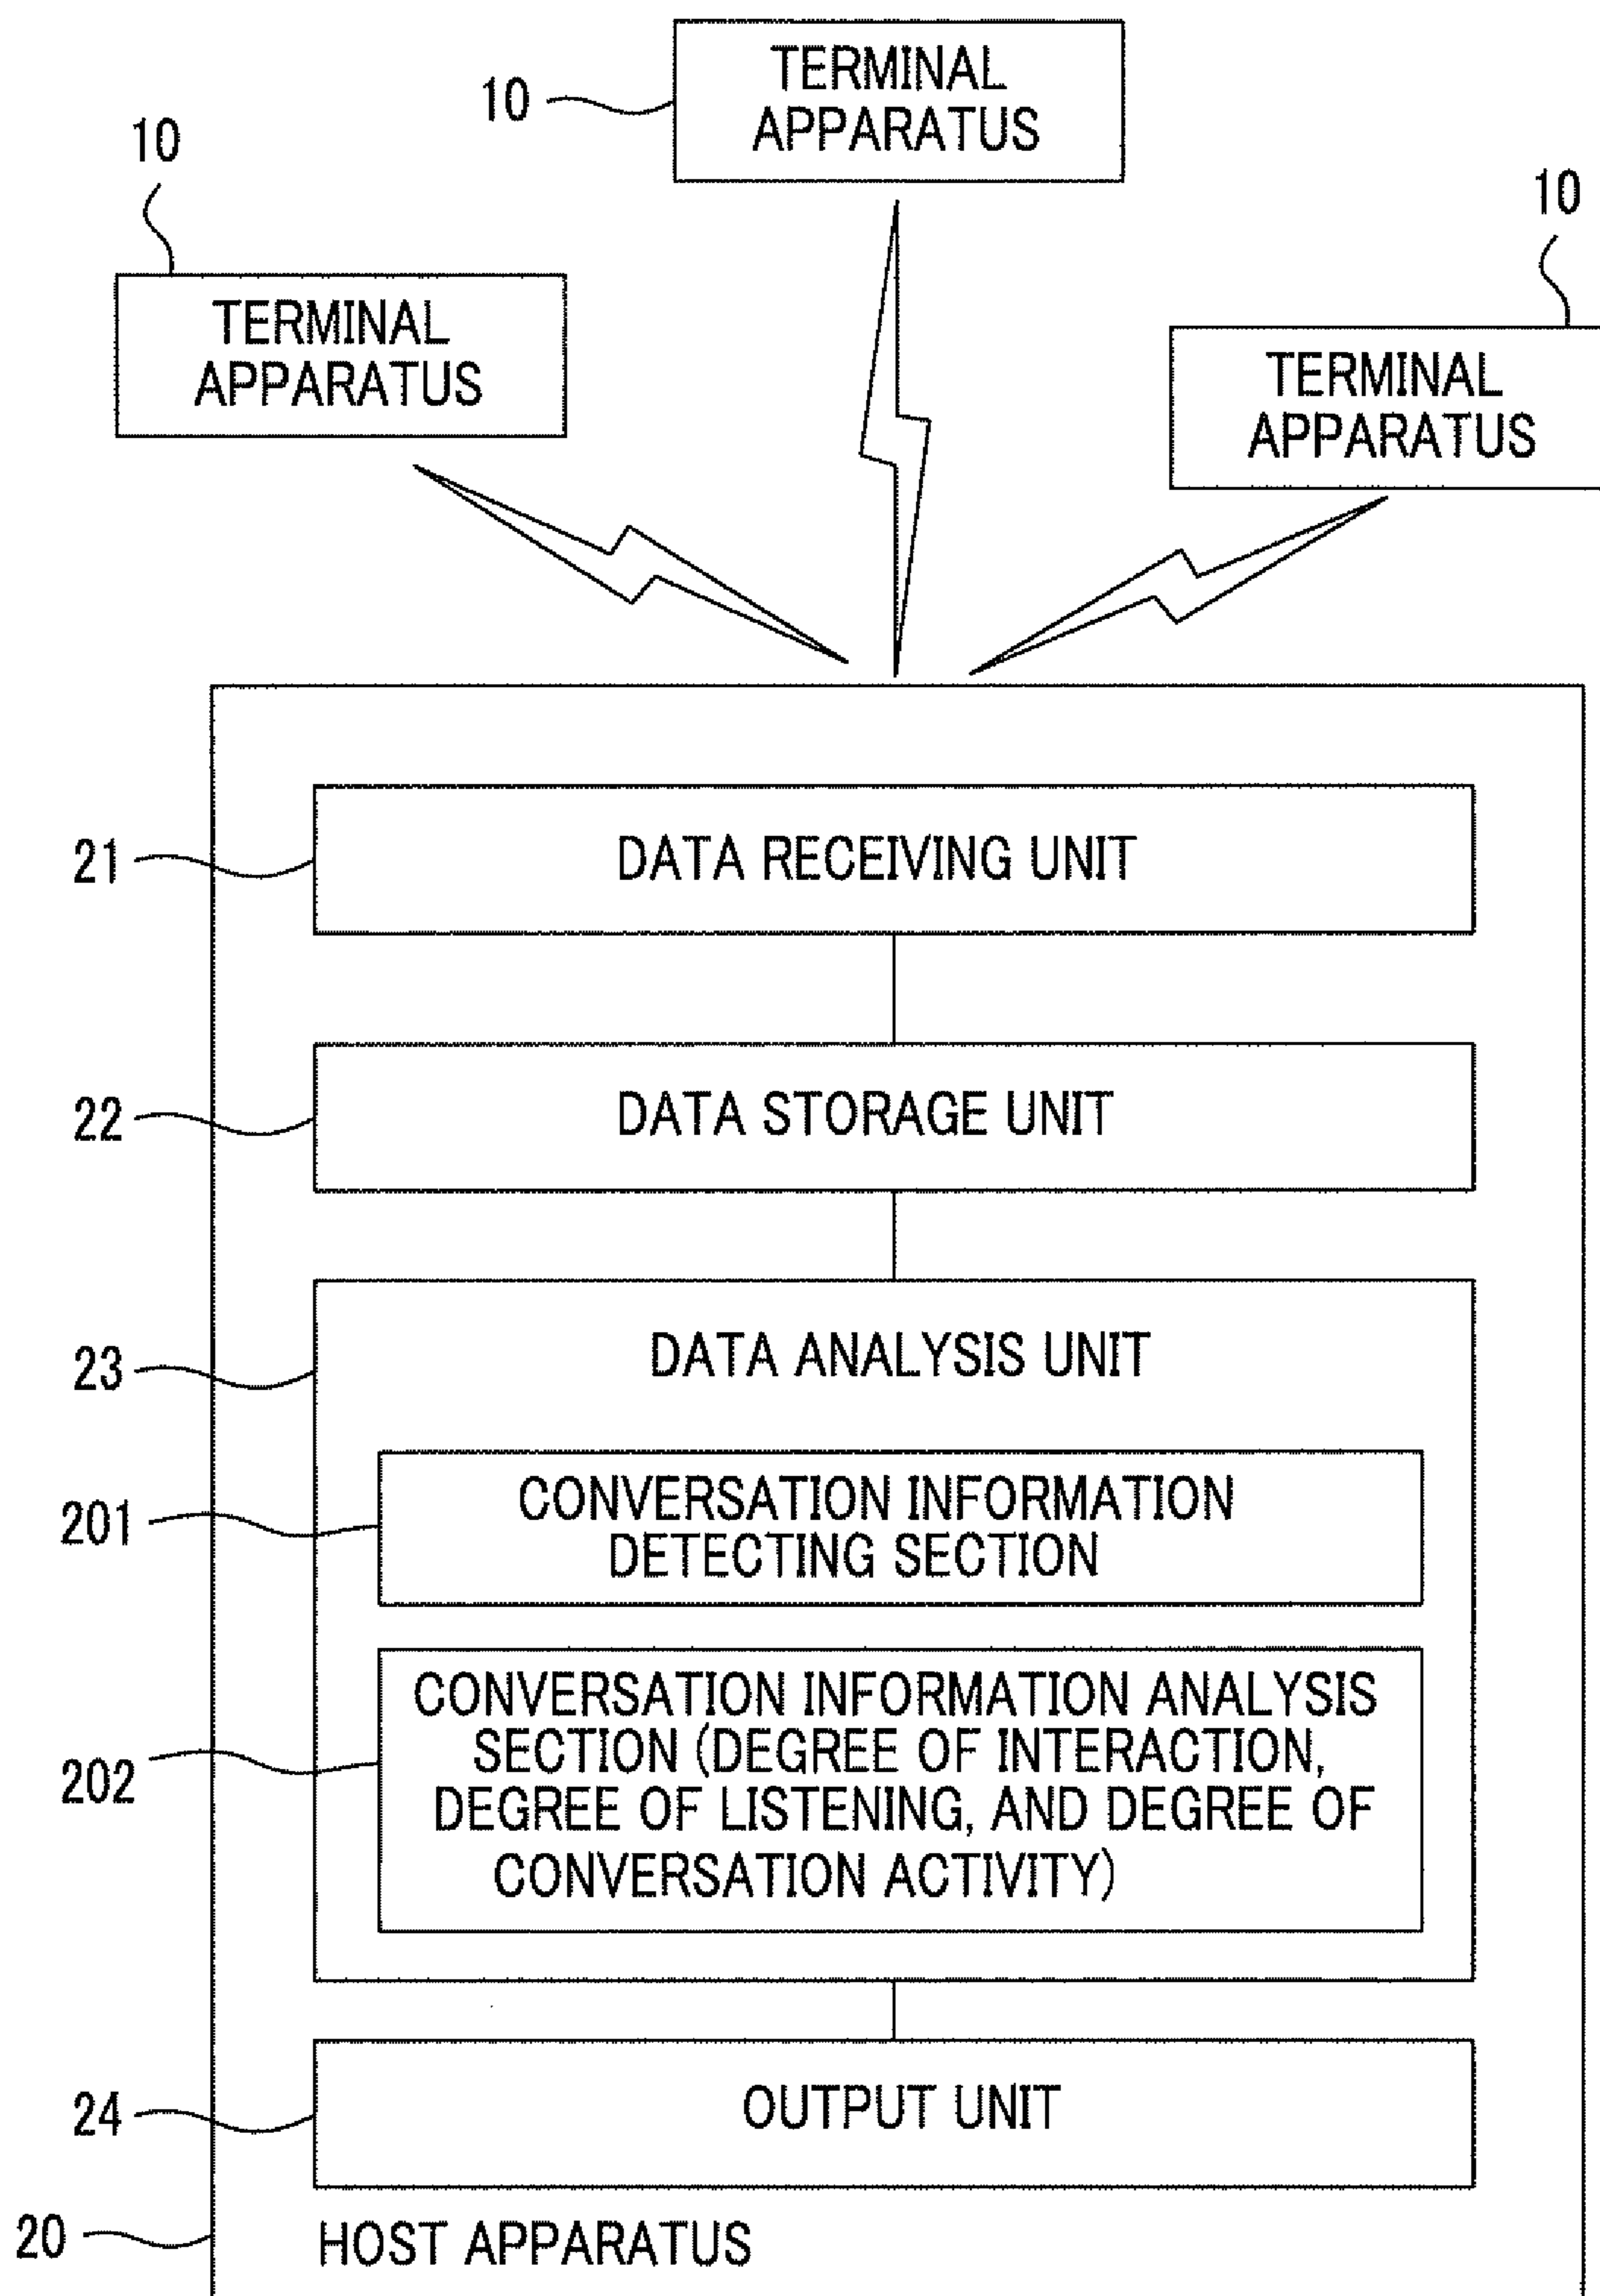 10
TERMINAL
APPARATUS
10
TERMINAL
APPARATUS
10
TERMINAL
APPARATUS
21
DATA RECEIVING UNIT
22
DATA STORAGE UNIT
23
DATA ANALYSIS UNIT
201
CONVERSATION INFORMATION
DETECTING SECTION
202
CONVERSATION INFORMATION ANALYSIS
SECTION (DEGREE OF INTERACTION,
DEGREE OF LISTENING, AND DEGREE OF
CONVERSATION ACTIVITY)
24
OUTPUT UNIT
20
HOST APPARATUS